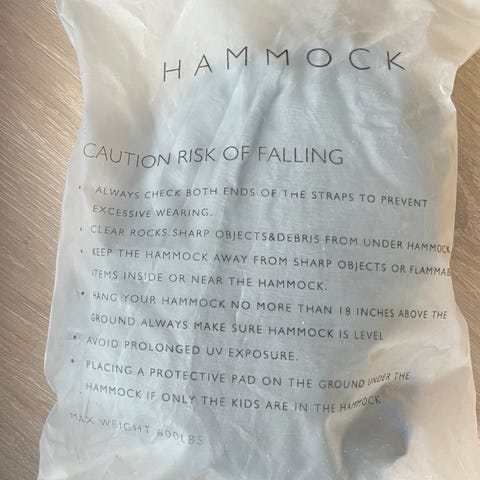 HAMMOCK
CAUTION RISK OF FALLING
• ALWAYS CHECK BOTH ENDS OF THE STRAPS TO PREVENT
EXCESSIVE WEARING.
• CLEAR ROCKS.SHARP OBJECTS&DEBRIS FROM UNDER HAMMOCK
• KEEP THE HAMMOCK AWAY FROM SHARP OBJECTS OR FLAMMAB
ITEMS INSIDE OR NEAR THE HAMMOCK.
• HANG YOUR HAMMOCK NO MORE THAN 18 INCHES ABOVE THE
GROUND.ALWAYS MAKE SURE HAMMOCK IS LEVEL
• AVOID PROLONGED UV EXPOSURE.
• PLACING A PROTECTIVE PAD ON THE GROUND UNDER THE
HAMMOCK IF ONLY THE KIDS ARE IN THE HAMMOCK.
MAX WEIGHT 600LBS